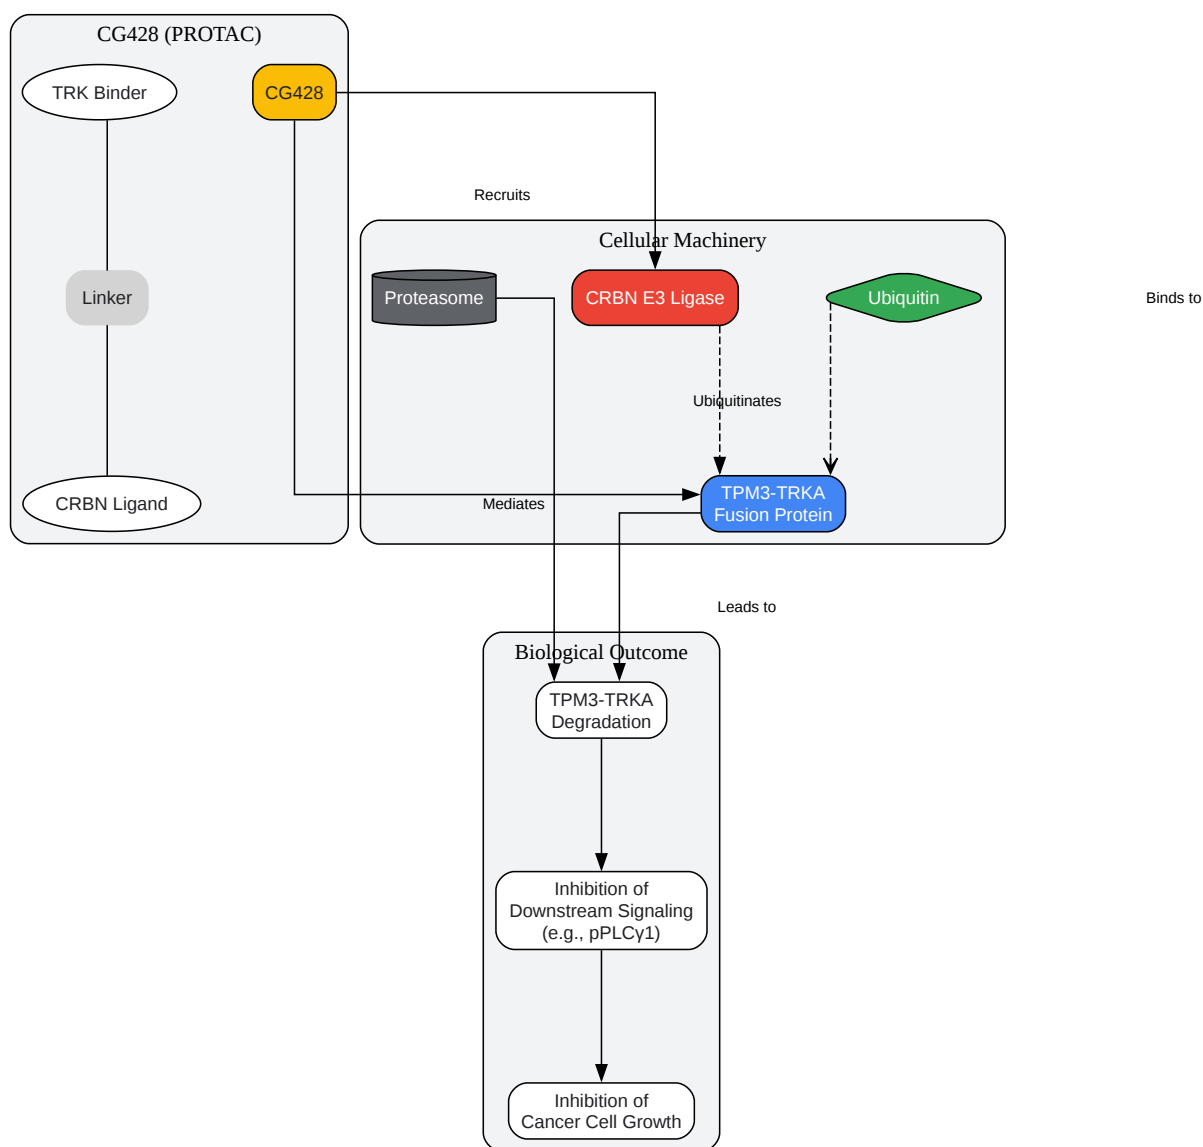 CG428 (PROTAC)
TRK Binder
CG428
Linker
CRBN Ligand
Recruits
Cellular Machinery
Proteasome
CRBN E3 Ligase
Ubiquitin
Binds to
Ubiquitinates
Mediates
TPM3-TRKA
Fusion Protein
Leads to
Biological Outcome
TPM3-TRKA
Degradation
Inhibition of
Downstream Signaling
(e.g., pPLCγ1)
Inhibition of
Cancer Cell Growth